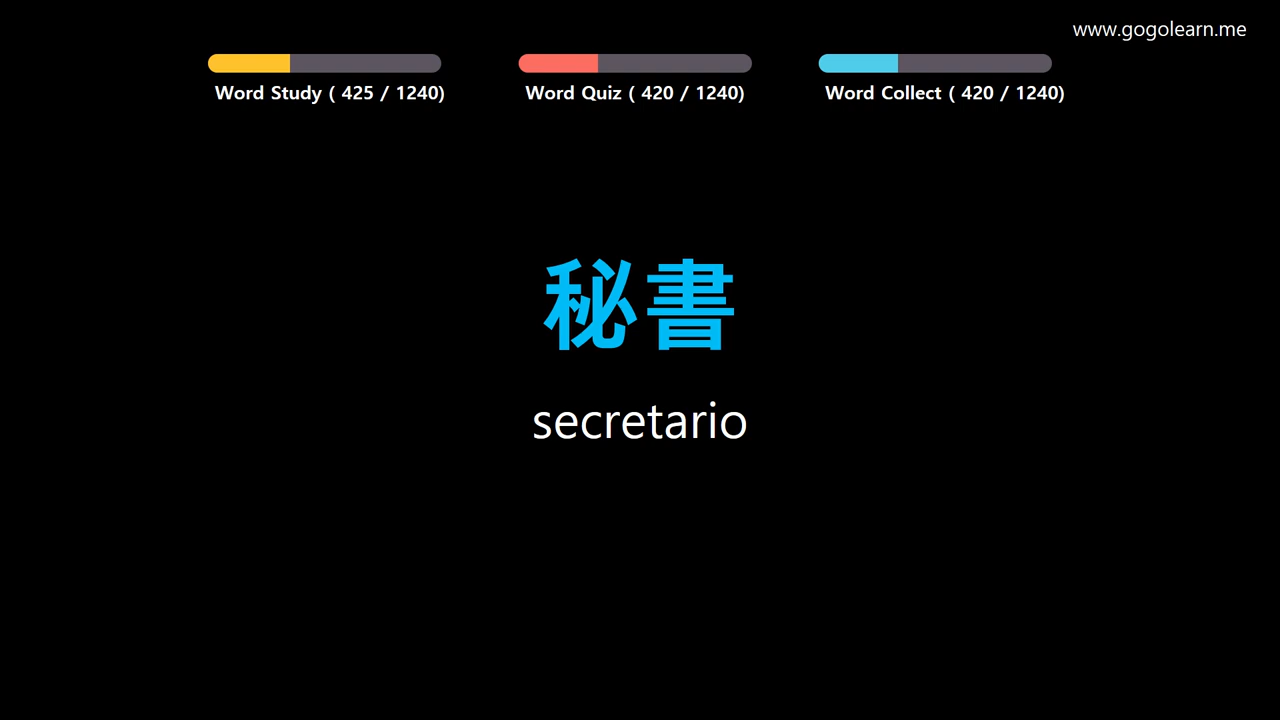 www.gogolearn.me
Word Study ( 425 / 1240)
Word Quiz ( 420 / 1240)
Word Collect ( 420 / 1240)
秘書
secretario